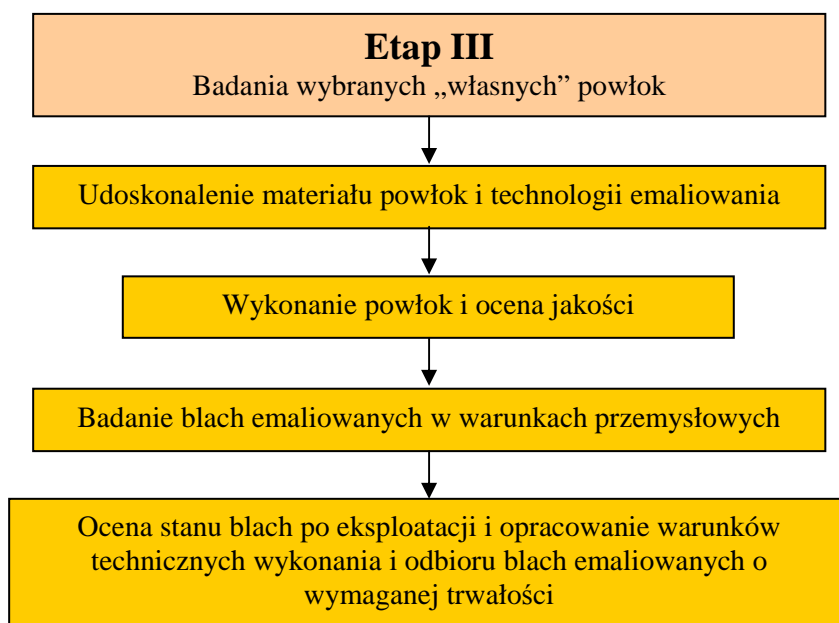 Etap III
Badania wybranych „własnych” powłok
Udoskonalenie materiału powłok i technologii emaliowania
Wykonanie powłok i ocena jakości
Badanie blach emaliowanych w warunkach przemysłowych
Ocena stanu blach po eksploatacji i opracowanie warunków
technicznych wykonania i odbioru blach emaliowanych o
wymaganej trwałości